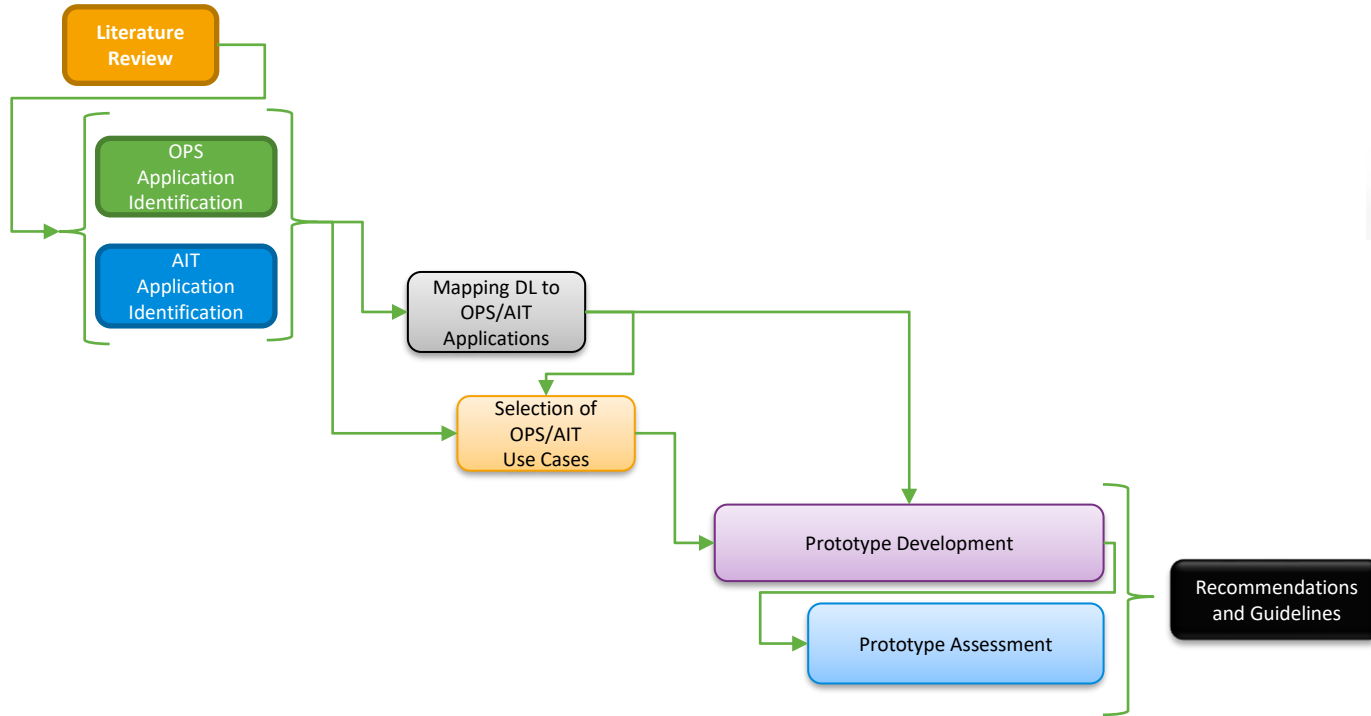 Literature
Review
OPS
Application
Identification
AIT
Application
Identification
Mapping DL to
OPS/AIT
Applications
Selection of
OPS/AIT
Use Cases
Prototype Development
Prototype Assessment
Recommendations
and Guidelines